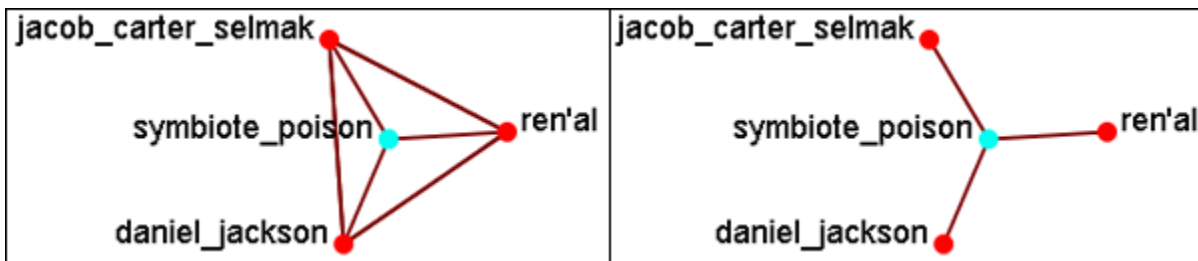 jacob_carter_selmak
symbiote_poison
ren'al
daniel_jackson
jacob_carter_selmak
symbiote_poison
ren'al
daniel_jackson